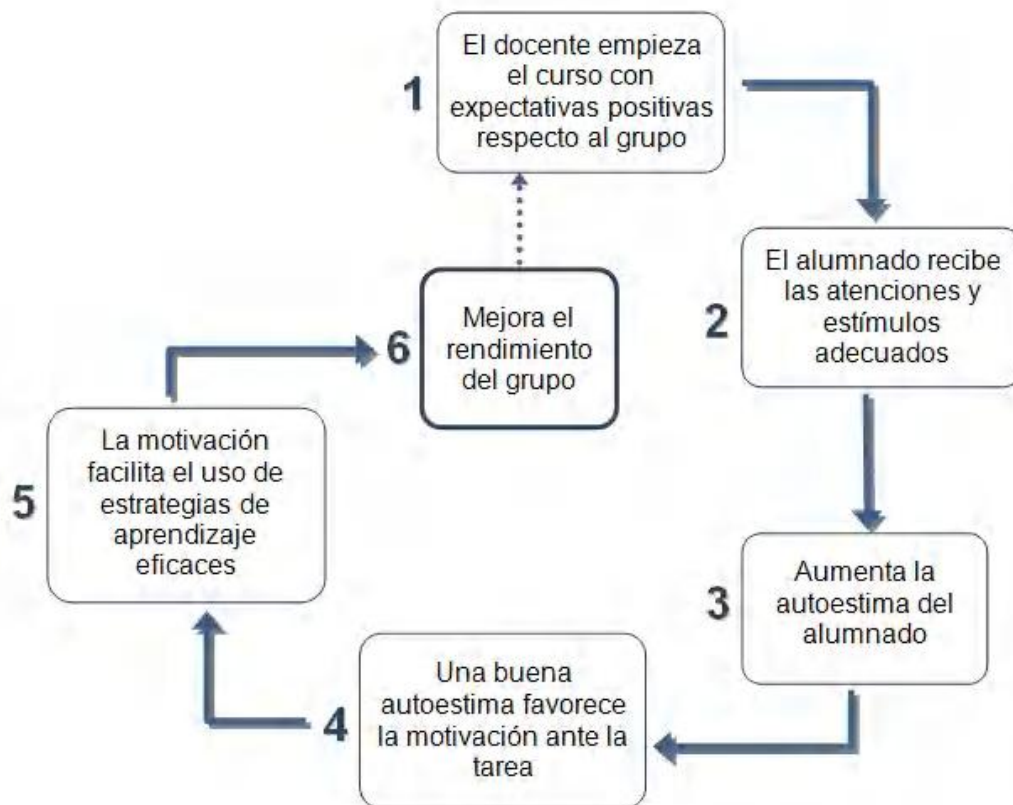 1
El docente empieza
el curso con
expectativas positivas
respecto al grupo
2
El alumnado recibe
las atenciones y
estímulos
adecuados
3
Aumenta la
autoestima del
alumnado
4
Una buena
autoestima favorece
la motivación ante la
tarea
5
La motivación
facilita el uso de
estrategias de
aprendizaje
eficaces
6
Mejora el
rendimiento
del grupo